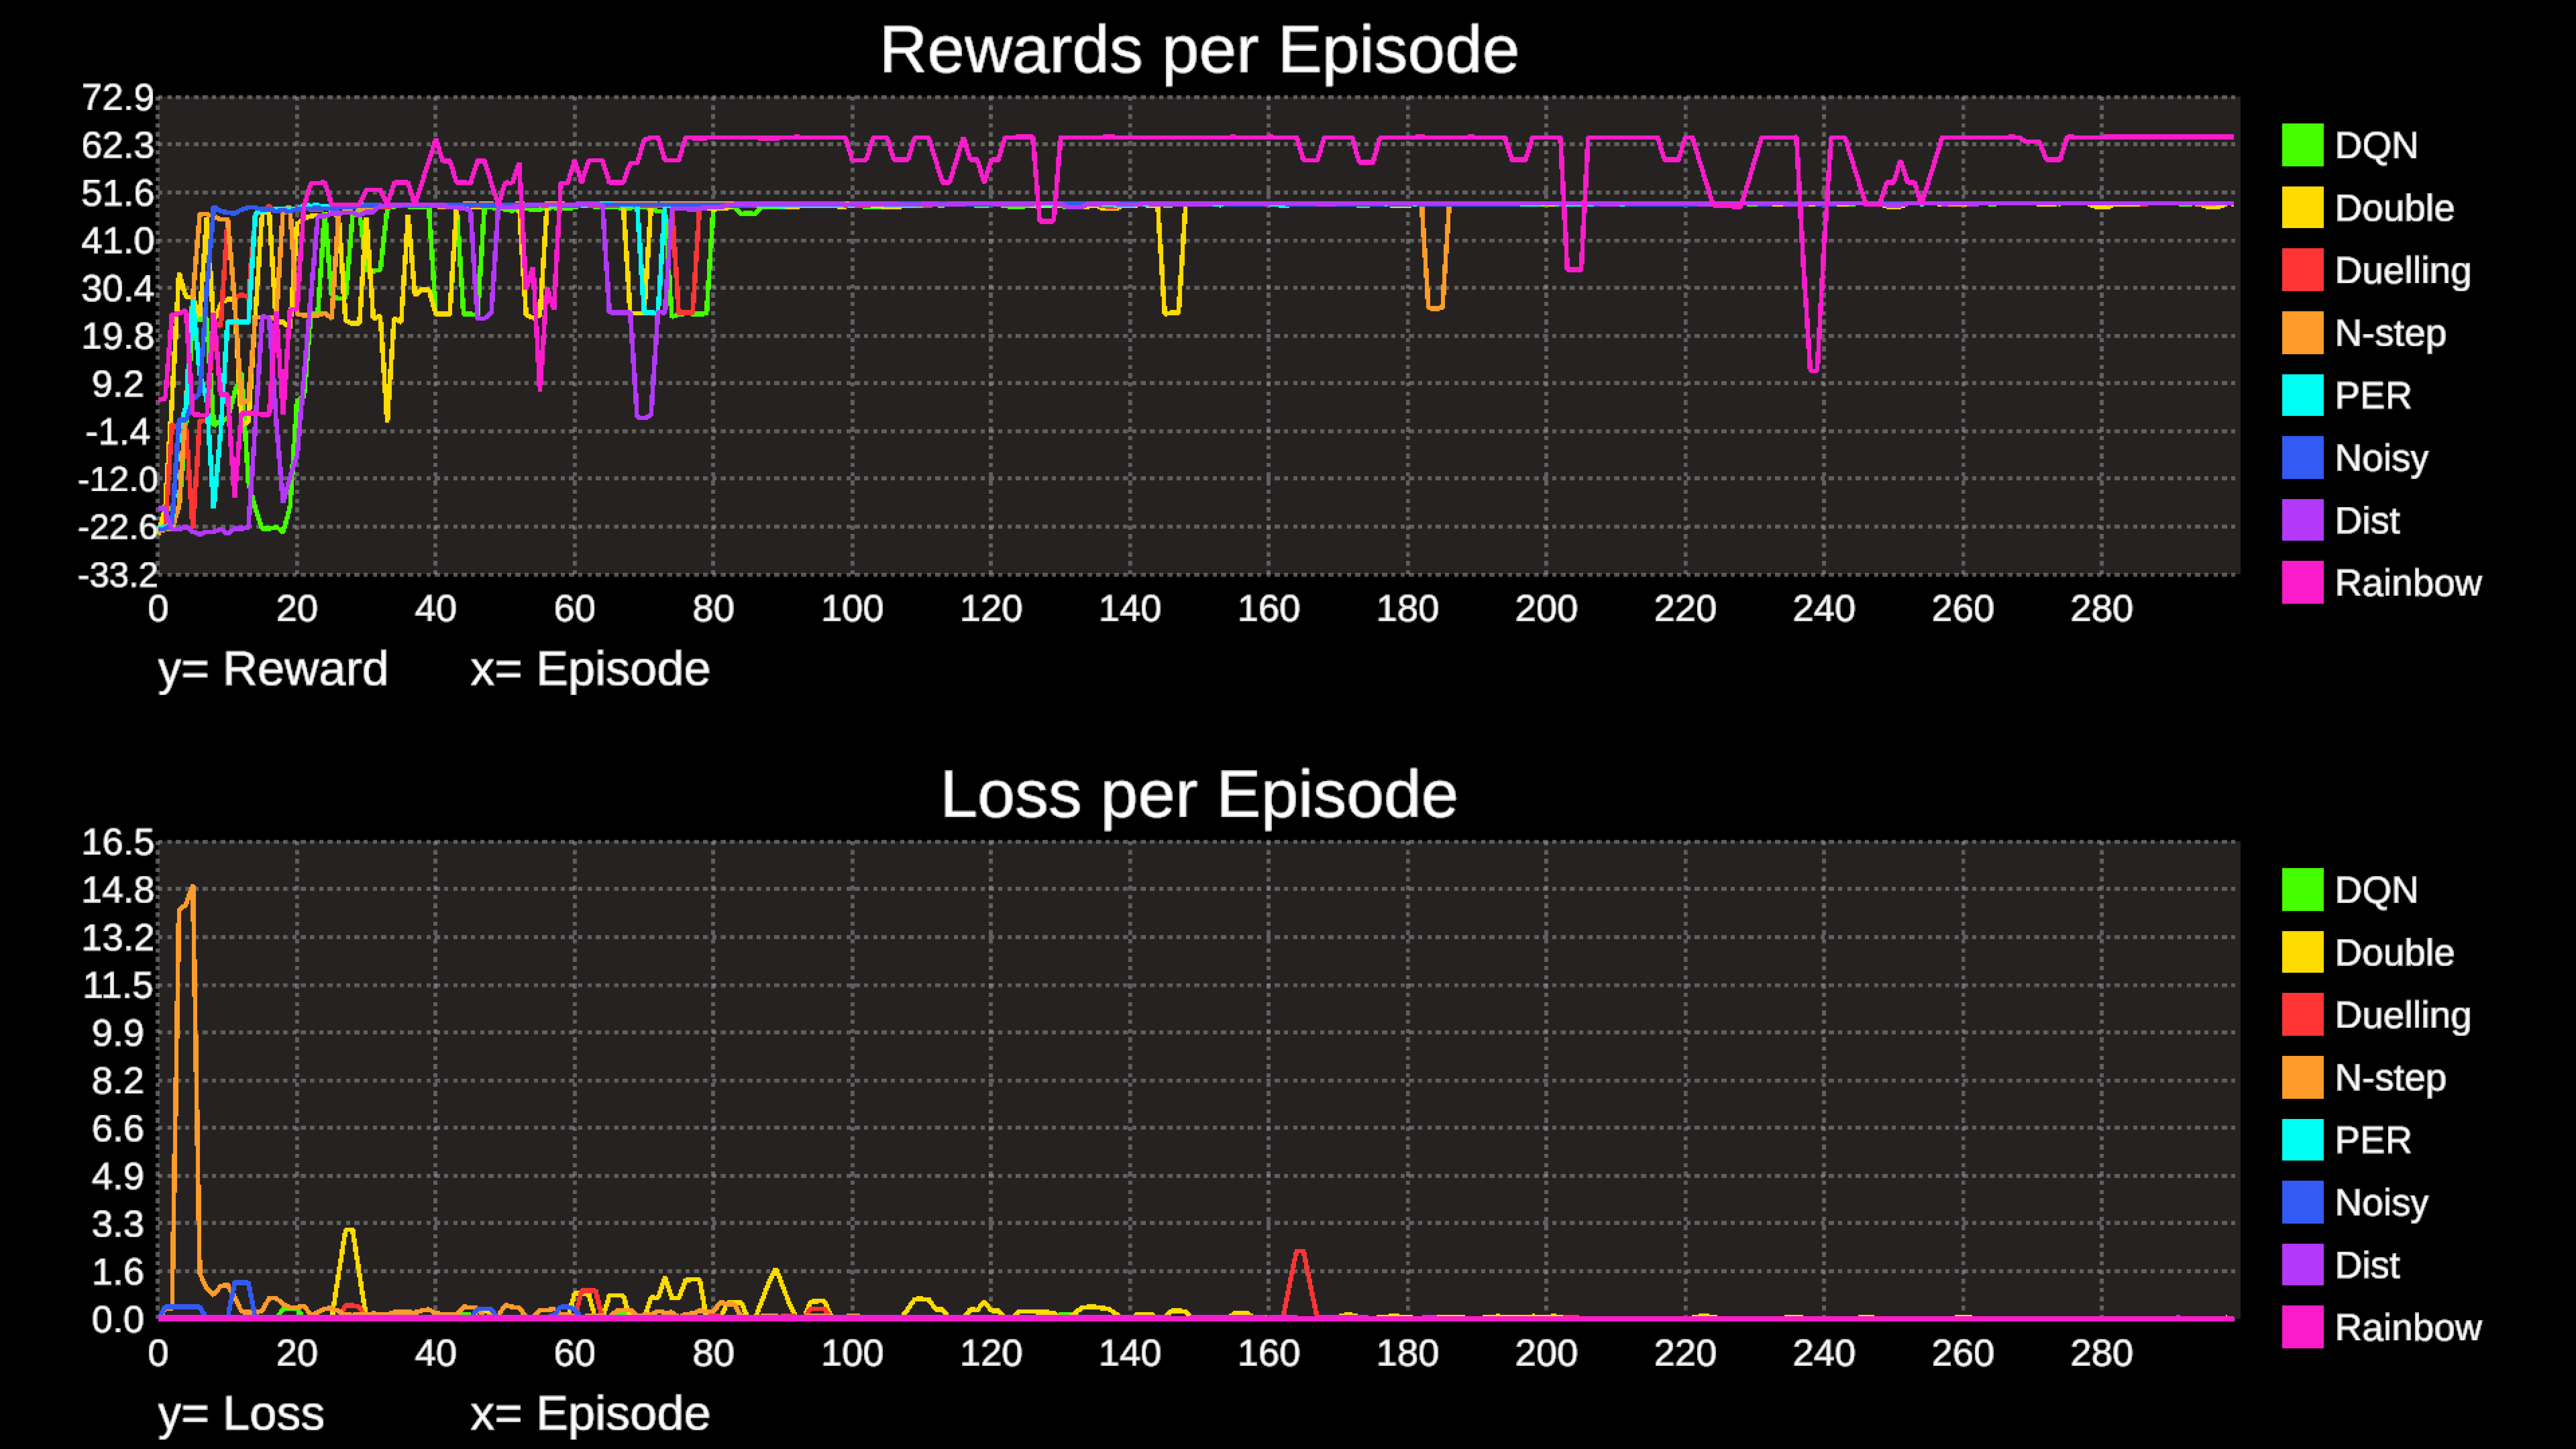 Rewards per Episode
72.9
62.3
51.6
41.0
30.4
19.8
9.2
-1.4
-12.0
-22.6
-33.2
0 20 40 60 80 100 120 140 160 180 200 220 240 260 280
y= Reward x= Episode
DQN
Double
Duelling
N-step
PER
Noisy
Dist
Rainbow
Loss per Episode
16.5
14.8
13.2
11.5
9.9
8.2
6.6
4.9
3.3
1.6
0.0
0 20 40 60 80 100 120 140 160 180 200 220 240 260 280
y= Loss x= Episode
DQN
Double
Duelling
N-step
PER
Noisy
Dist
Rainbow